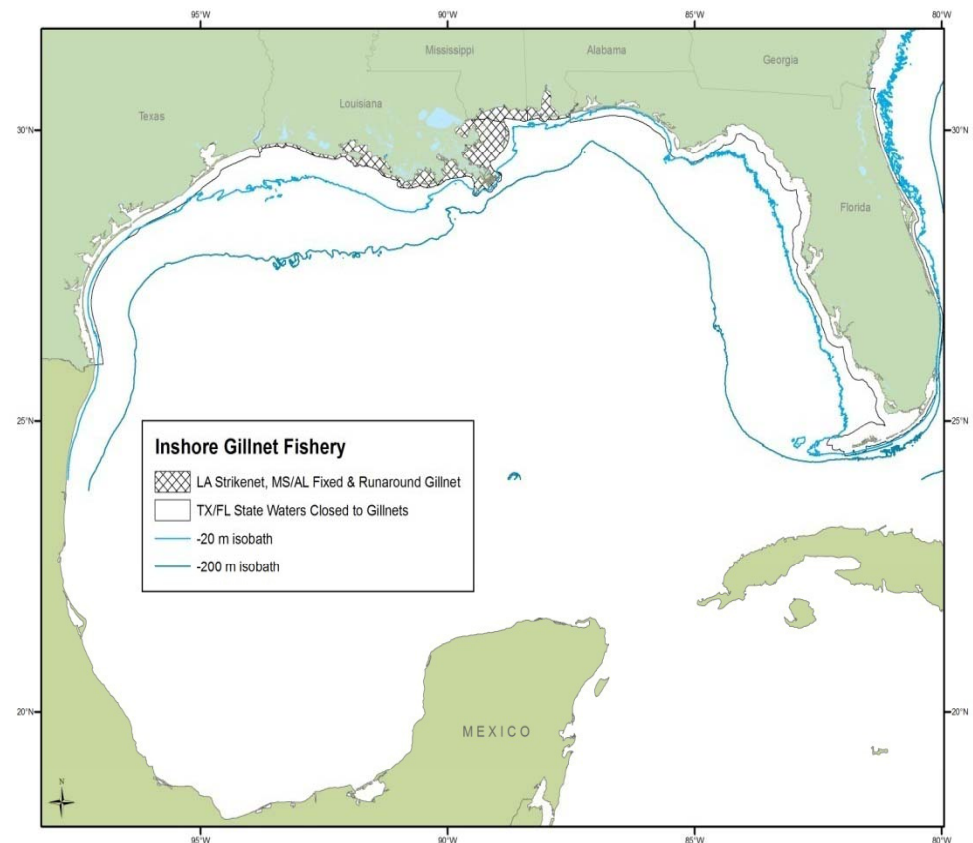 95°W
90°W
85°W
80°W
Mississippi
Alabama
Georgia
Texas
Louisiana
30°N
30°N
Florida
25°N
25°N
Inshore Gillnet Fishery
LA Strikenet, MS/AL Fixed & Runaround Gillnet
TX/FL State Waters Closed to Gillnets
-20 m isobath
-200 m isobath
20°N
20°N
MEXICO
N
95°W
90°W
85°W
80°W